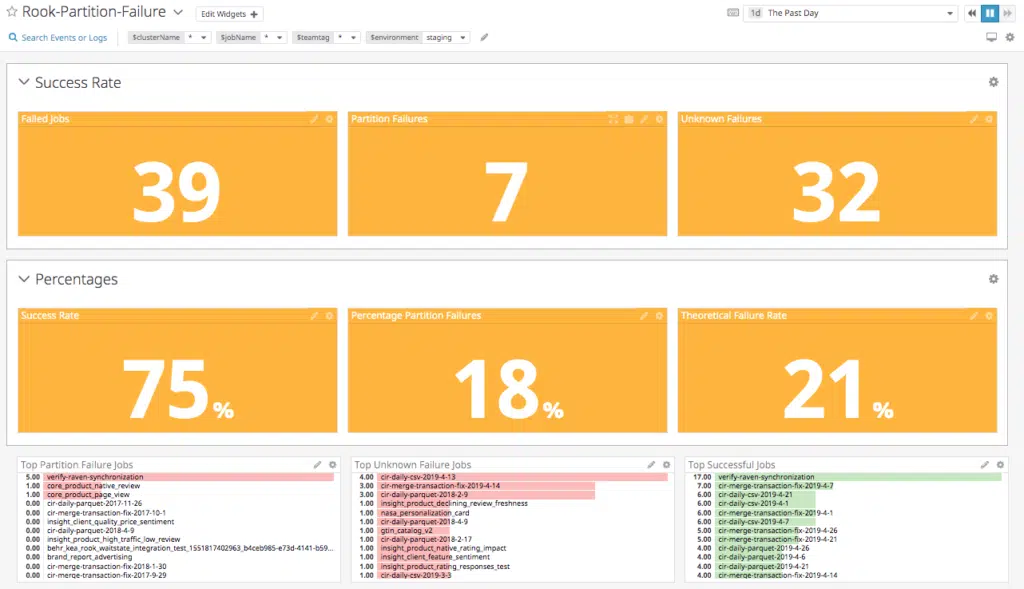 Rook-Partition-Failure
Edit Widgets +
1d The Past Day
Search Events or Logs
$clusterName *
$jobName *
$teamtag *
$environment staging
Success Rate
Failed Jobs
Partition Failures
Unknown Failures
39
7
32
Percentages
Success Rate
Percentage Partition Failures
Theoretical Failure Rate
75%
18%
21%
Top Partition Failure Jobs
5.00 verify-raven-synchronization
1.00 core_product_native_review
1.00 core_product_page_view
0.00 cir-daily-parquet-2017-11-26
0.00 cir-merge-transaction-fix-2017-10-1
0.00 insight_client_quality_price_sentiment
0.00 cir-daily-parquet-2018-4-9
0.00 insight_product_high_traffic_low_review
0.00 behr_kea_rook_waitstate_integration_test_1551817402963_b4ceb985-e73d-4141-b59...
0.00 brand_report_advertising
0.00 cir-merge-transaction-fix-2018-1-30
0.00 cir-merge-transaction-fix-2017-9-29
Top Unknown Failure Jobs
4.00 cir-daily-csv-2019-4-13
3.00 cir-merge-transaction-fix-2019-4-14
3.00 cir-daily-parquet-2018-2-9
1.00 insight_product_declining_review_freshness
1.00 nasa_personalization_card
1.00 cir-daily-parquet-2018-4-9
1.00 gtin_catalog_v2
1.00 cir-daily-parquet-2018-2-17
1.00 insight_product_native_rating_impact
1.00 insight_client_feature_sentiment
1.00 insight_product_rating_responses_test
1.00 cir-daily-csv-2019-3-3
Top Successful Jobs
17.00 verify-raven-synchronization
7.00 cir-merge-transaction-fix-2019-4-7
6.00 cir-daily-csv-2019-4-21
6.00 cir-daily-csv-2019-4-1
6.00 cir-merge-transaction-fix-2019-4-1
6.00 cir-daily-csv-2019-4-7
5.00 cir-merge-transaction-fix-2019-4-26
5.00 cir-merge-transaction-fix-2019-4-21
4.00 cir-daily-parquet-2019-4-26
4.00 cir-daily-parquet-2019-4-6
4.00 cir-daily-parquet-2019-4-21
4.00 cir-merge-transaction-fix-2019-4-14